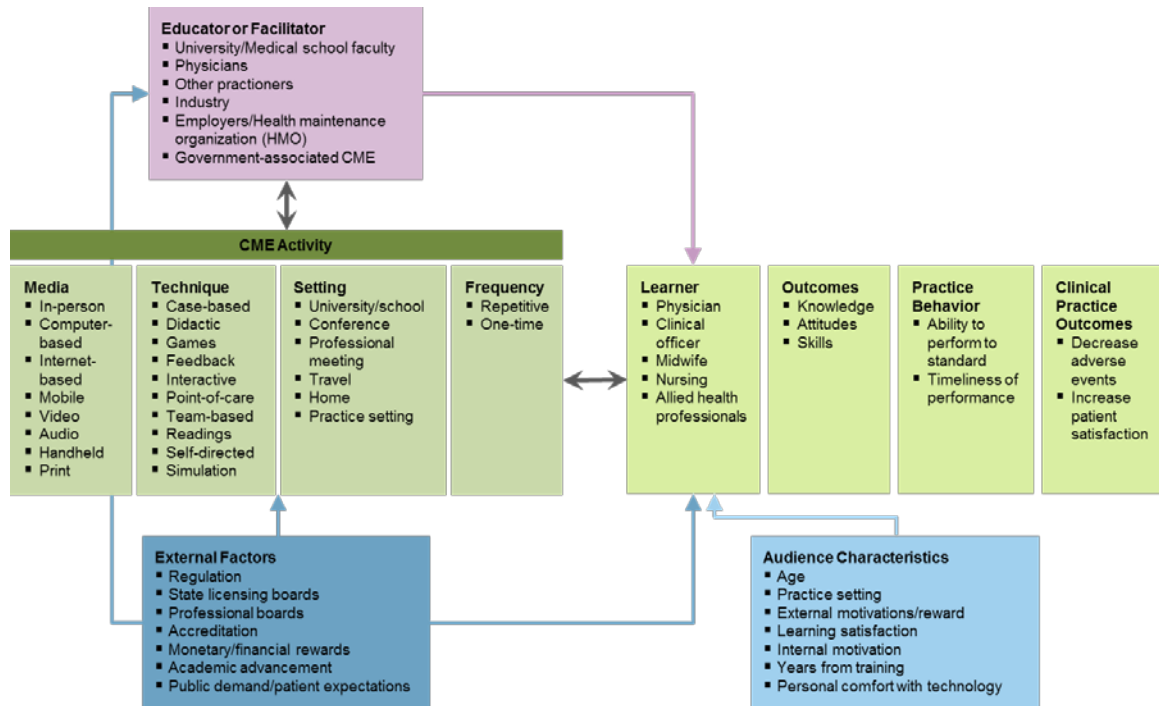 Educator or Facilitator
▪ University/Medical school faculty
▪ Physicians
▪ Other practioners
▪ Industry
▪ Employers/Health maintenance
organization (HMO)
▪ Government-associated CME
CME Activity
Media
▪ In-person
▪ Computer-
based
▪ Internet-
based
▪ Mobile
▪ Video
▪ Audio
▪ Handheld
▪ Print
Technique
▪ Case-based
▪ Didactic
▪ Games
▪ Feedback
▪ Interactive
▪ Point-of-care
▪ Team-based
▪ Readings
▪ Self-directed
▪ Simulation
Setting
▪ University/school
▪ Conference
▪ Professional
meeting
▪ Travel
▪ Home
▪ Practice setting
Frequency
▪ Repetitive
▪ One-time
Learner
▪ Physician
▪ Clinical
officer
▪ Midwife
▪ Nursing
▪ Allied health
professionals
Outcomes
▪ Knowledge
▪ Attitudes
▪ Skills
Practice
Behavior
▪ Ability to
perform to
standard
▪ Timeliness of
performance
Clinical
Practice
Outcomes
▪ Decrease
adverse
events
▪ Increase
patient
satisfaction
External Factors
▪ Regulation
▪ State licensing boards
▪ Professional boards
▪ Accreditation
▪ Monetary/financial rewards
▪ Academic advancement
▪ Public demand/patient expectations
Audience Characteristics
▪ Age
▪ Practice setting
▪ External motivations/reward
▪ Learning satisfaction
▪ Internal motivation
▪ Years from training
▪ Personal comfort with technology